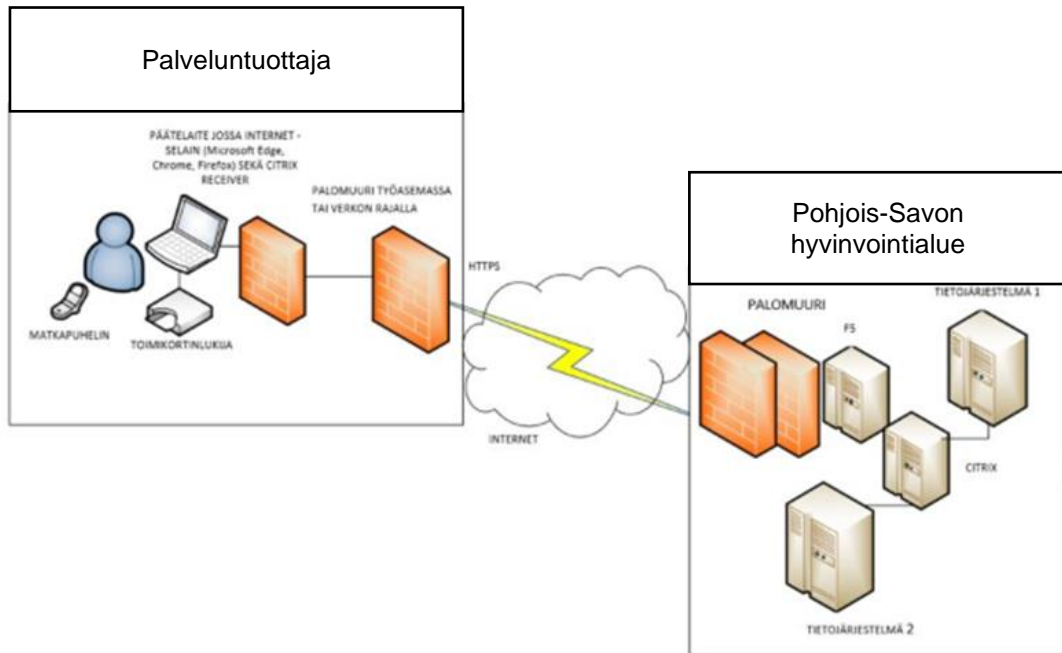 Palveluntuottaja
PÄÄTELAITE JOSSA INTERNET -
SELAIN (Microsoft Edge,
Chrome, Firefox) SEKÄ CITRIX
RECEIVER
PALOMUURI TYÖASEMASSA
TAI VERKON RAJALLA
MATKAPUHELIN
TOIMIKORTINLUKIJA
HTTPS
INTERNET
Pohjois-Savon
hyvinvointialue
TIETOJÄRJESTELMÄ 1
PALOMUURI
F5
CITRIX
TIETOJÄRJESTELMÄ 2